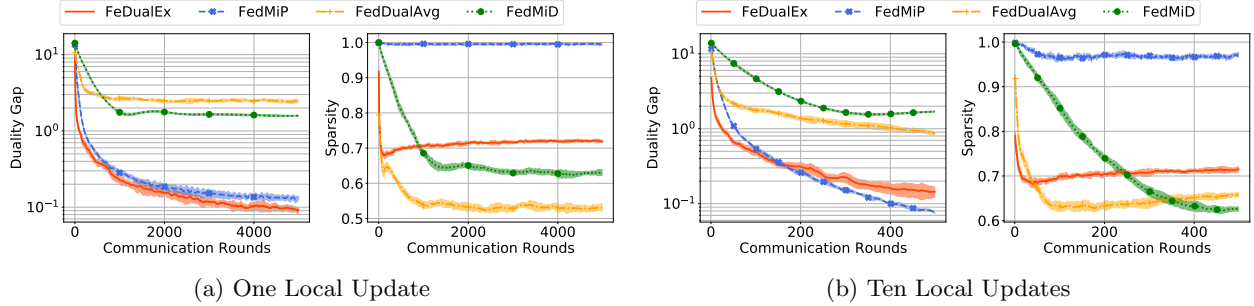 FeDualEx FedMiP FedDualAvg FedMiD
Duality Gap
10¹
10⁰
10⁻¹
0 2000 4000
Communication Rounds
Sparsity
1.0
0.9
0.8
0.7
0.6
0.5
0 2000 4000
Communication Rounds
(a) One Local Update
FeDualEx FedMiP FedDualAvg FedMiD
Duality Gap
10¹
10⁰
10⁻¹
0 200 400
Communication Rounds
Sparsity
1.0
0.9
0.8
0.7
0.6
0 200 400
Communication Rounds
(b) Ten Local Updates